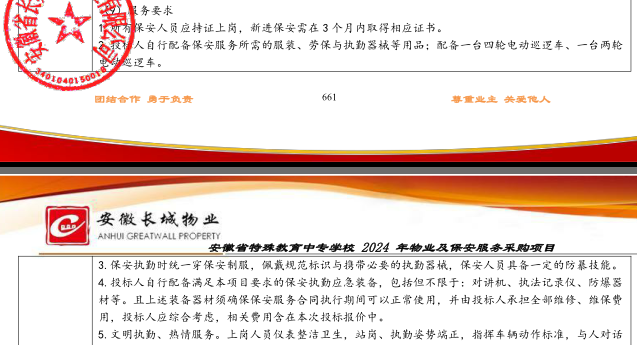 （9）服务要求
1.所有保安人员应持证上岗，新进保安需在 3 个月内取得相应证书。
2.投标人自行配备保安服务所需的服装、劳保与执勤器械等用品；配备一台四轮电动巡逻车、一台两轮
电动巡逻车。
3401040150018
团结合作 勇于负责
661
尊重业主 关爱他人
安徽长城物业
ANHUI GREATWALL PROPERTY
安徽省特殊教育中专学校 2024 年物业及保安服务采购项目
3.保安执勤时统一穿保安制服，佩戴规范标识与携带必要的执勤器械，保安人员具备一定的防暴技能。
4.投标人自行配备满足本项目要求的保安执勤应急装备，包括但不限于：对讲机、执法记录仪、防爆器
材等。且上述装备器材须确保保安服务合同执行期间可以正常使用，并由投标人承担全部维修、维保费
用，投标人应综合考虑，相关费用含在本次投标报价中。
5.文明执勤、热情服务。上岗人员仪表整洁卫生，站岗、执勤姿势端正，指挥车辆动作标准，与人对话